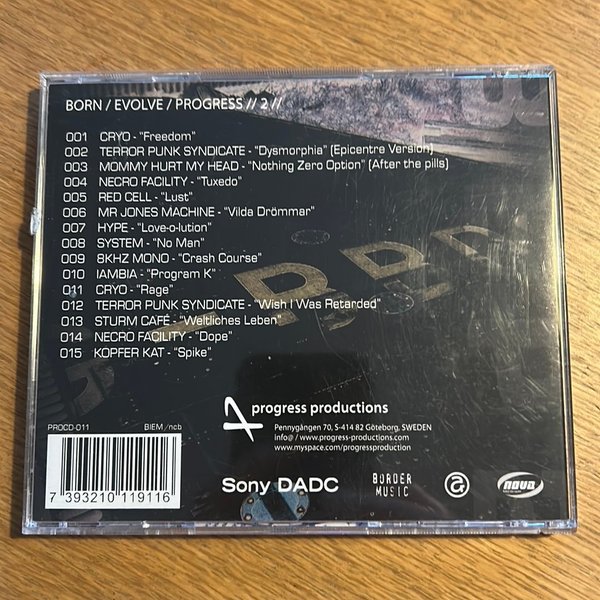 BORN / EVOLVE / PROGRESS // 2 //
001 CRYO - "Freedom"
002 TERROR PUNK SYNDICATE - "Dysmorphia" (Epicentre Version)
003 MOMMY HURT MY HEAD - "Nothing Zero Option" (After the pills)
004 NECRO FACILITY - "Tuxedo"
005 RED CELL - "Lust"
006 MR JONES MACHINE - "Vilda Drömmar"
007 HYPE - "Love-o-lution"
008 SYSTEM - "No Man"
009 8KHZ MONO - "Crash Course"
010 IAMBIA - "Program K"
011 CRYO - "Rage"
012 TERROR PUNK SYNDICATE - "Wish I Was Retarded"
013 STURM CAFÉ - "Weltliches Leben"
014 NECRO FACILITY - "Dope"
015 KOPFER KAT - "Spike"
progress productions
Pennygången 70, S-414 82 Göteborg, SWEDEN
info@ / www.progress-productions.com
www.myspace.com/progressproduction
PROCD-011 BIEM/ncb
7 393210 119116
Sony DADC
BORDER
MUSIC
nova